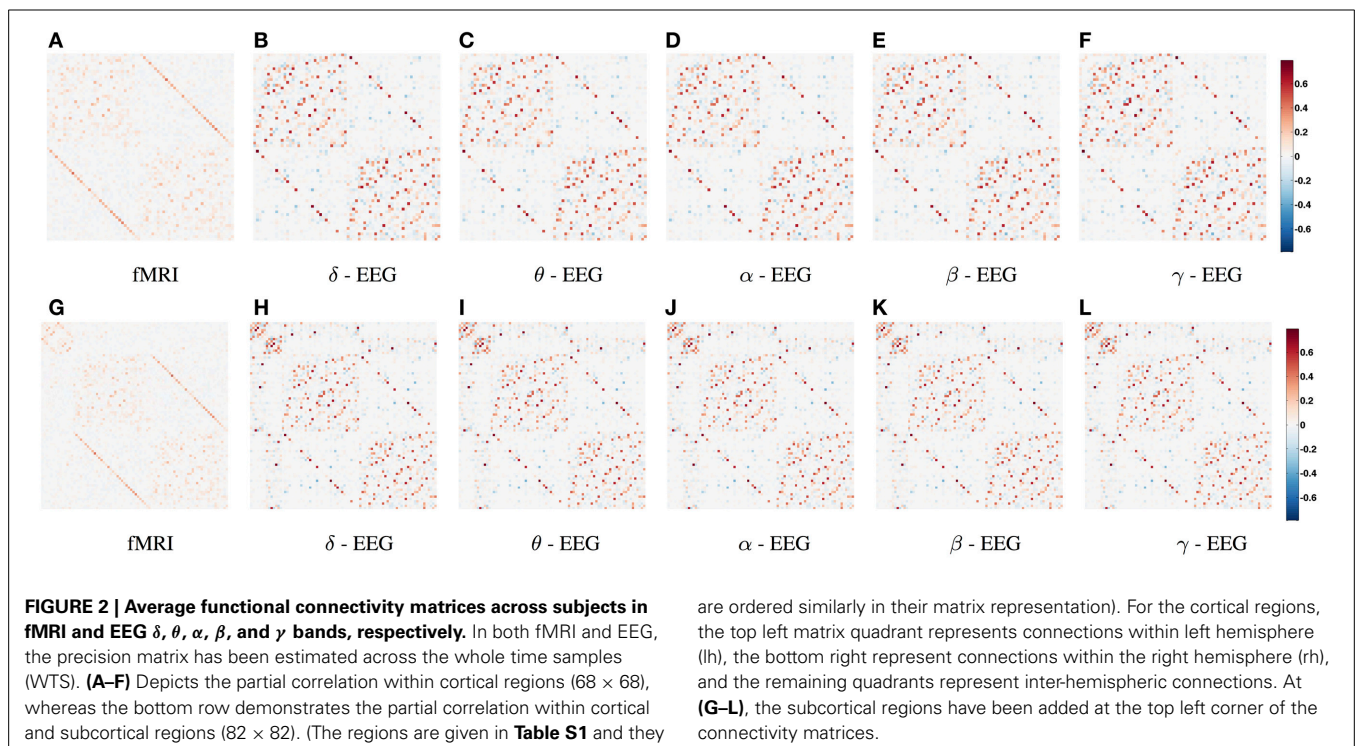 A B C D E F
0.6
0.4
0.2
0
-0.2
-0.4
-0.6
fMRI δ - EEG θ - EEG α - EEG β - EEG γ - EEG
G H I J K L
0.6
0.4
0.2
0
-0.2
-0.4
-0.6
fMRI δ - EEG θ - EEG α - EEG β - EEG γ - EEG
FIGURE 2 | Average functional connectivity matrices across subjects in
fMRI and EEG δ, θ, α, β, and γ bands, respectively. In both fMRI and EEG,
the precision matrix has been estimated across the whole time samples
(WTS). (A–F) Depicts the partial correlation within cortical regions (68 × 68),
whereas the bottom row demonstrates the partial correlation within cortical
and subcortical regions (82 × 82). (The regions are given in Table S1 and they
are ordered similarly in their matrix representation). For the cortical regions,
the top left matrix quadrant represents connections within left hemisphere
(lh), the bottom right represent connections within the right hemisphere (rh),
and the remaining quadrants represent inter-hemispheric connections. At
(G–L), the subcortical regions have been added at the top left corner of the
connectivity matrices.